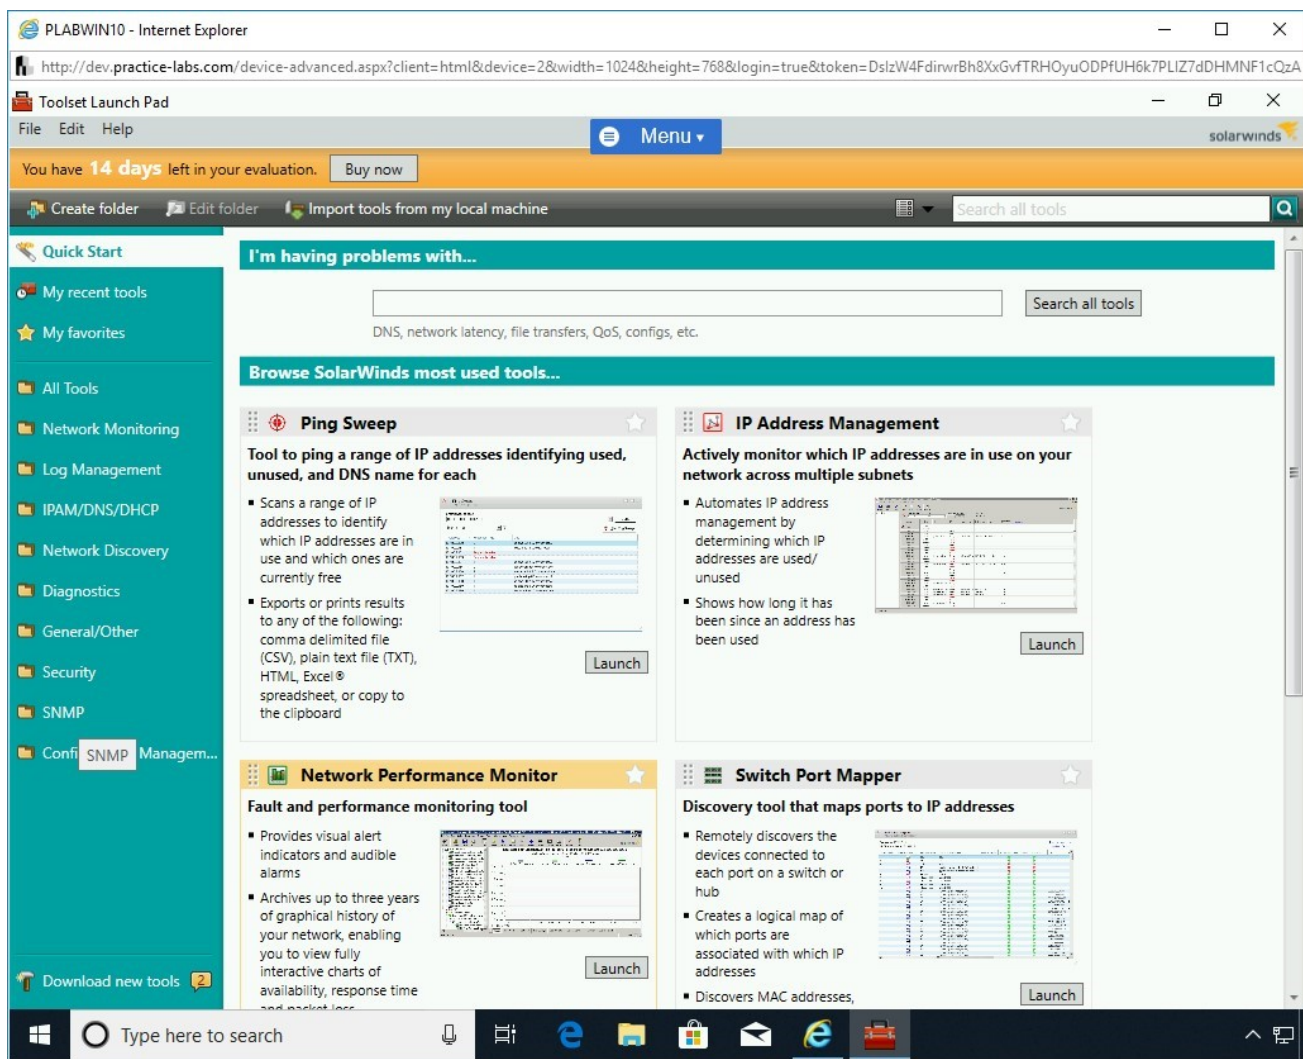 PLABWIN10 - Internet Explorer
http://dev.practice-labs.com/device-advanced.aspx?client=html&device=2&width=1024&height=768&login=true&token=DsIzW4FdirwrBh8XxGvfTRHOyuODPfUH6k7PLIZ7dDHMNF1cQzA
Toolset Launch Pad
File Edit Help
Menu
solarwinds
You have 14 days left in your evaluation. Buy now
Create folder Edit folder Import tools from my local machine Search all tools
Quick Start
My recent tools
My favorites
All Tools
Network Monitoring
Log Management
IPAM/DNS/DHCP
Network Discovery
Diagnostics
General/Other
Security
SNMP
Confi SNMP Managem...
Download new tools 2
I'm having problems with...
Search all tools
DNS, network latency, file transfers, QoS, configs, etc.
Browse SolarWinds most used tools...
Ping Sweep
Tool to ping a range of IP addresses identifying used,
unused, and DNS name for each
▪ Scans a range of IP
addresses to identify
which IP addresses are in
use and which ones are
currently free
▪ Exports or prints results
to any of the following:
comma delimited file
(CSV), plain text file (TXT),
HTML, Excel®
spreadsheet, or copy to
the clipboard
Launch
IP Address Management
Actively monitor which IP addresses are in use on your
network across multiple subnets
▪ Automates IP address
management by
determining which IP
addresses are used/
unused
▪ Shows how long it has
been since an address has
been used
Launch
Network Performance Monitor
Fault and performance monitoring tool
▪ Provides visual alert
indicators and audible
alarms
▪ Archives up to three years
of graphical history of
your network, enabling
you to view fully
interactive charts of
availability, response time
and packet loss
Launch
Switch Port Mapper
Discovery tool that maps ports to IP addresses
▪ Remotely discovers the
devices connected to
each port on a switch or
hub
▪ Creates a logical map of
which ports are
associated with which IP
addresses
▪ Discovers MAC addresses,
Launch
Type here to search